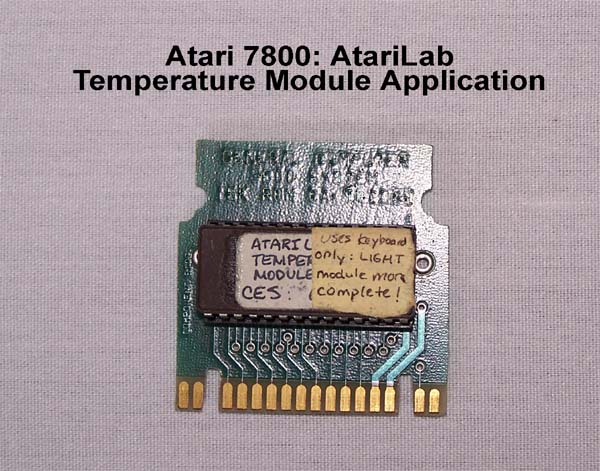 Atari 7800: AtariLab
Temperature Module Application
GENERAL COMPUTER
ATARI L
TEMPER
MODULE
CES:
Uses Keyboard
only: LIGHT
module more
complete!